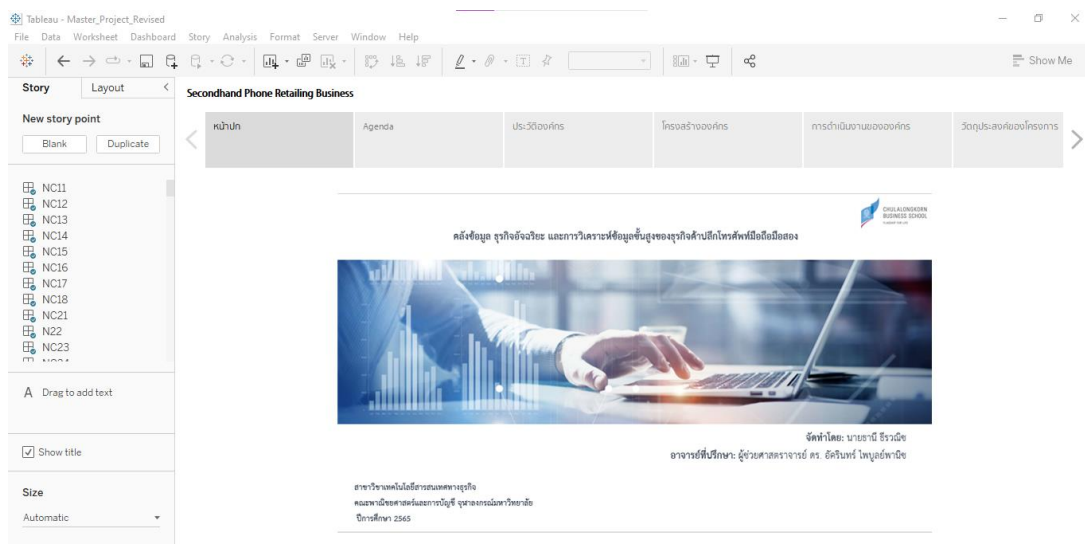 Tableau - Master_Project_Revised
File Data Worksheet Dashboard Story Analysis Format Server Window Help
Show Me
Story Layout
Secondhand Phone Retailing Business
New story point
Blank Duplicate
หน้าปก Agenda ประวัติองค์กร โครงสร้างองค์กร การดำเนินงานขององค์กร วัตถุประสงค์ของโครงการ
NC11
NC12
NC13
NC14
NC15
NC16
NC17
NC18
NC21
N22
NC23
CHULALONGKORN
BUSINESS SCHOOL
คลังข้อมูล ธุรกิจอัจฉริยะ และการวิเคราะห์ข้อมูลขั้นสูงของธุรกิจค้าปลีกโทรศัพท์มือถือมือสอง
A Drag to add text
Show title
Size
Automatic
จัดทำโดย: นายธานี ธีรวณิช
อาจารย์ที่ปรึกษา: ผู้ช่วยศาสตราจารย์ ดร. อัครินทร์ ไพบูลย์พานิช
สาขาวิชาเทคโนโลยีสารสนเทศทางธุรกิจ
คณะพาณิชยศาสตร์และการบัญชี จุฬาลงกรณ์มหาวิทยาลัย
ปีการศึกษา 2565